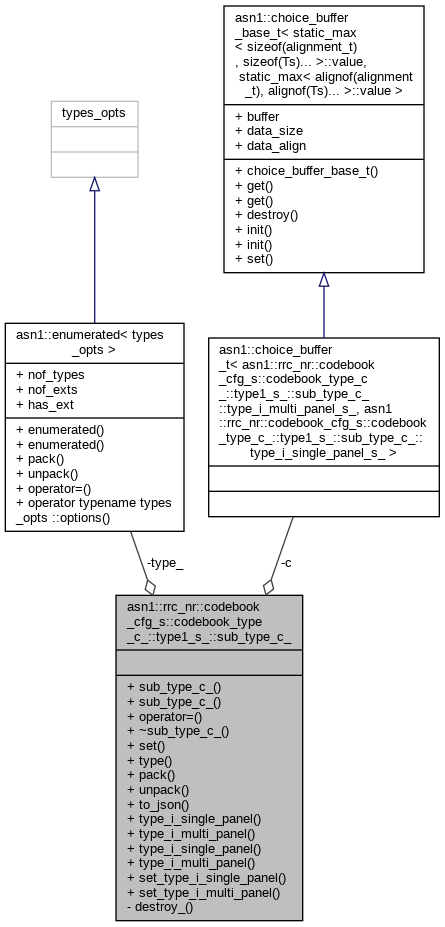 asn1::choice_buffer
_base_t< static_max
< sizeof(alignment_t)
, sizeof(Ts)... >::value,
static_max< alignof(alignment
_t), alignof(Ts)... >::value >
+ buffer
+ data_size
+ data_align
+ choice_buffer_base_t()
+ get()
+ get()
+ destroy()
+ init()
+ init()
+ set()
types_opts
asn1::enumerated< types
_opts >
+ nof_types
+ nof_exts
+ has_ext
+ enumerated()
+ enumerated()
+ pack()
+ unpack()
+ operator=()
+ operator typename types
_opts ::options()
asn1::choice_buffer
_t< asn1::rrc_nr::codebook
_cfg_s::codebook_type_c
_::type1_s_::sub_type_c_
::type_i_multi_panel_s_, asn1
::rrc_nr::codebook_cfg_s::codebook
_type_c_::type1_s_::sub_type_c_::
type_i_single_panel_s_ >
-type_
-c
asn1::rrc_nr::codebook
_cfg_s::codebook_type
_c_::type1_s_::sub_type_c_
+ sub_type_c_()
+ sub_type_c_()
+ operator=()
+ ~sub_type_c_()
+ set()
+ type()
+ pack()
+ unpack()
+ to_json()
+ type_i_single_panel()
+ type_i_multi_panel()
+ type_i_single_panel()
+ type_i_multi_panel()
+ set_type_i_single_panel()
+ set_type_i_multi_panel()
- destroy_()